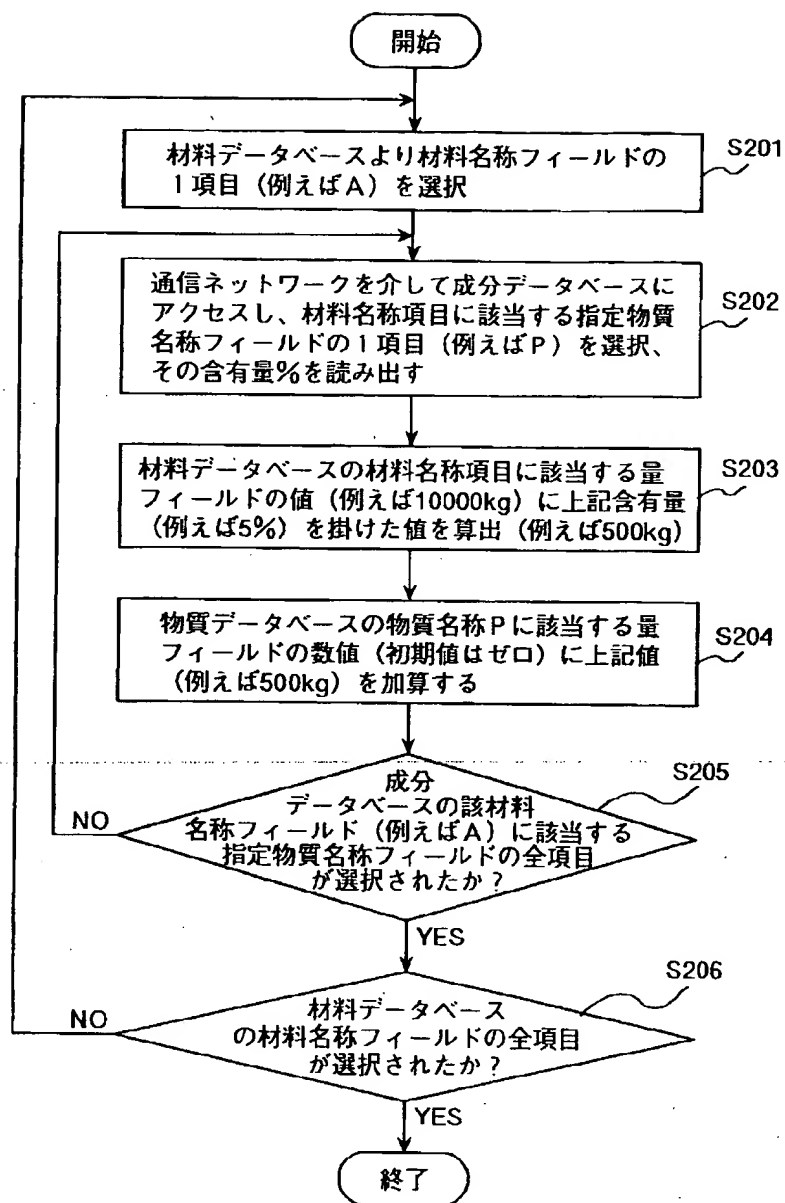 開始
材料データベースより材料名称フィールドの
１項目（例えばＡ）を選択
S201
通信ネットワークを介して成分データベースに
アクセスし、材料名称項目に該当する指定物質
名称フィールドの１項目（例えばＰ）を選択、
その含有量％を読み出す
S202
材料データベースの材料名称項目に該当する量
フィールドの値（例えば10000kg）に上記含有量
（例えば5％）を掛けた値を算出（例えば500kg）
S203
物質データベースの物質名称Ｐに該当する量
フィールドの数値（初期値はゼロ）に上記値
（例えば500kg）を加算する
S204
成分
データベースの該材料
名称フィールド（例えばＡ）に該当する
指定物質名称フィールドの全項目
が選択されたか？
S205
NO
YES
材料データベース
の材料名称フィールドの全項目
が選択されたか？
S206
NO
YES
終了